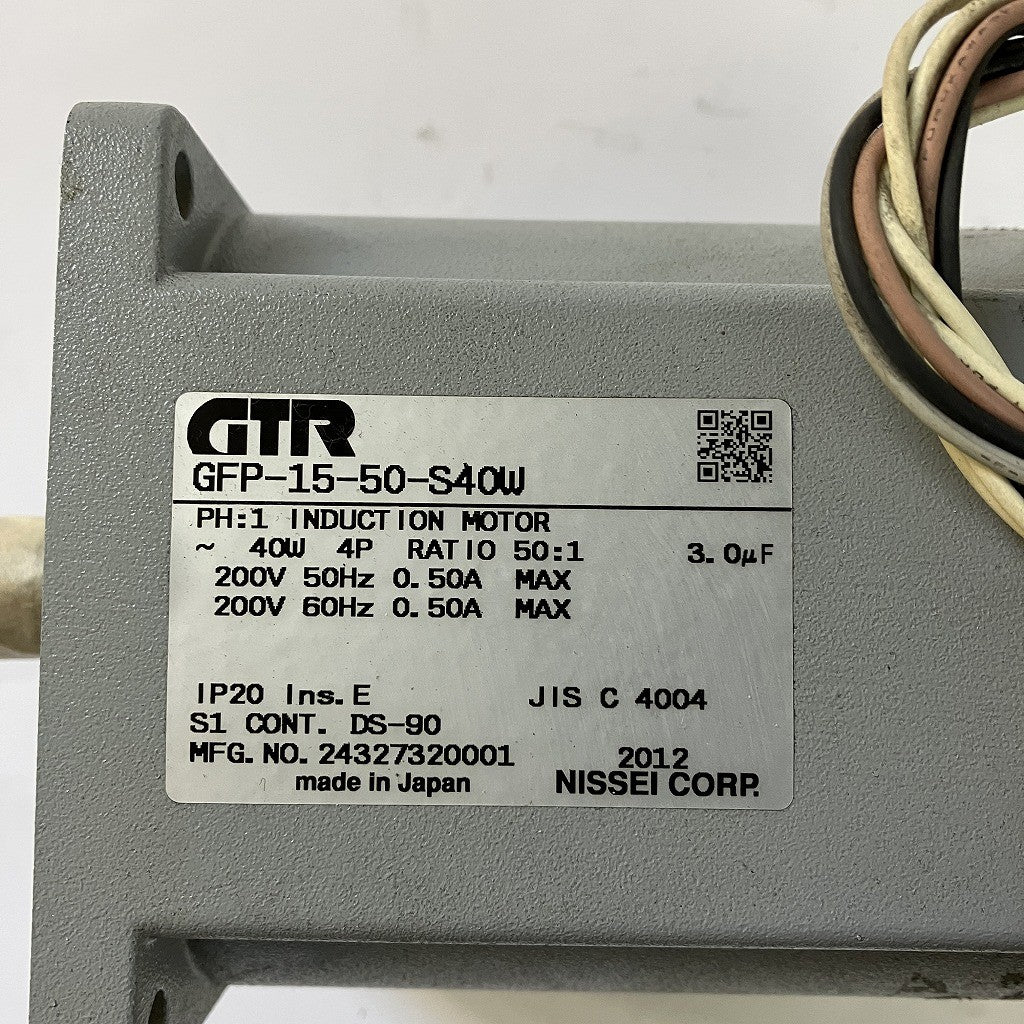 GTR
GFP-15-50-S40W
PH:1 INDUCTION MOTOR
~ 40W 4P RATIO 50:1 3.0μF
200V 50Hz 0.50A MAX
200V 60Hz 0.50A MAX
IP20 Ins.E JIS C 4004
S1 CONT. DS-90
MFG.NO.24327320001 2012
made in Japan NISSEI CORP.